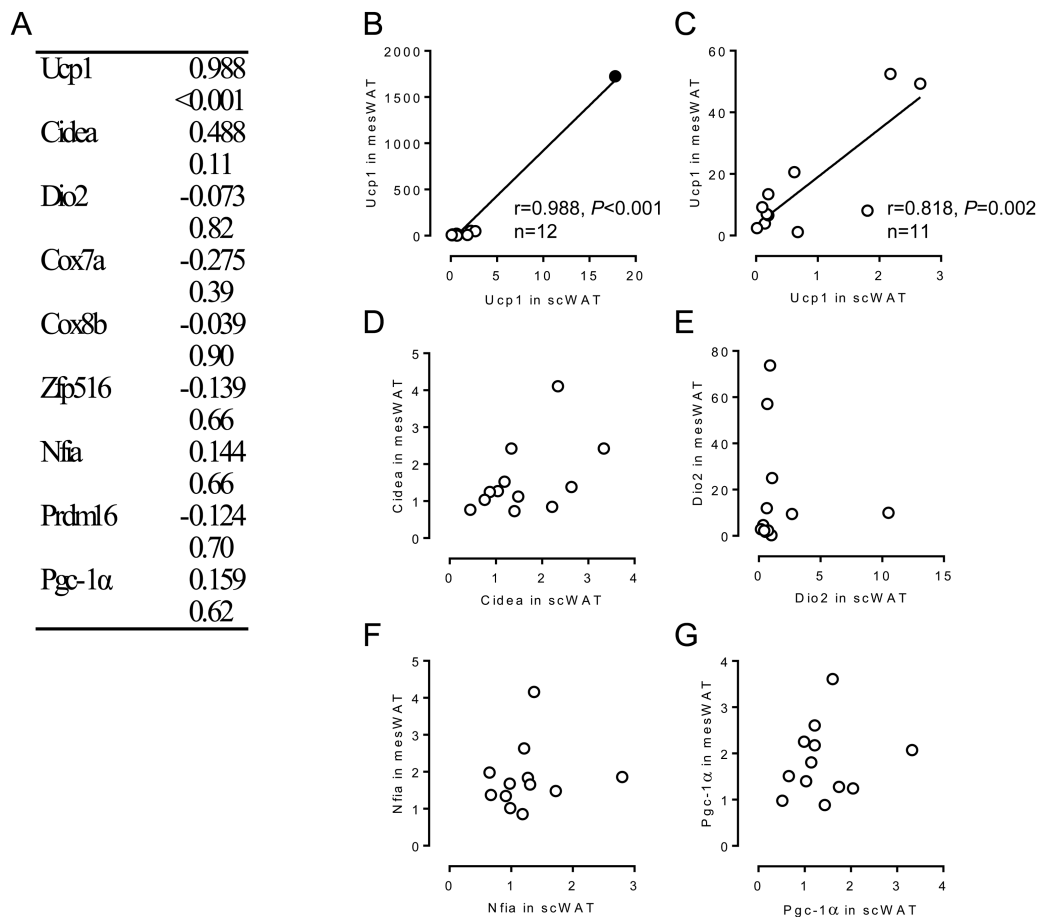 A
Ucp1 0.988
<0.001
Cidea 0.488
0.11
Dio2 -0.073
0.82
Cox7a -0.275
0.39
Cox8b -0.039
0.90
Zfp516 -0.139
0.66
Nfia 0.144
0.66
Prdm16 -0.124
0.70
Pgc-1α 0.159
0.62
B
Ucp1 in mesWAT
2000
1500
1000
500
0
r=0.988, P<0.001
n=12
0 5 10 15 20
Ucp1 in scWAT
C
Ucp1 in mesWAT
60
40
20
0
r=0.818, P=0.002
n=11
0 1 2 3
Ucp1 in scWAT
D
Cidea in mesWAT
5
4
3
2
1
0
0 1 2 3 4
Cidea in scWAT
E
Dio2 in mesWAT
80
60
40
20
0
0 5 10 15
Dio2 in scWAT
F
Nfia in mesWAT
5
4
3
2
1
0
0 1 2 3
Nfia in scWAT
G
Pgc-1α in mesWAT
4
3
2
1
0
0 1 2 3 4
Pgc-1α in scWAT